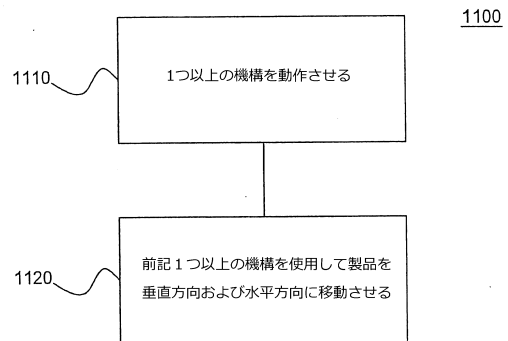 1100
1110
1つ以上の機構を動作させる
1120
前記１つ以上の機構を使用して製品を
垂直方向および水平方向に移動させる